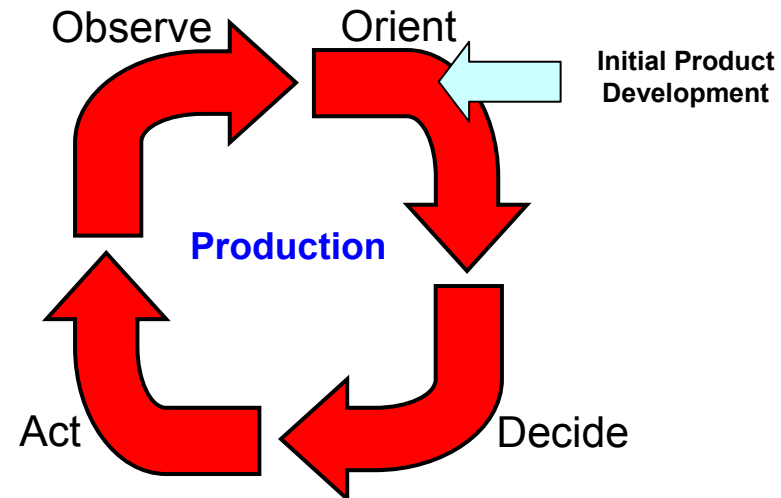 Observe
Orient
Initial Product
Development
Production
Act
Decide